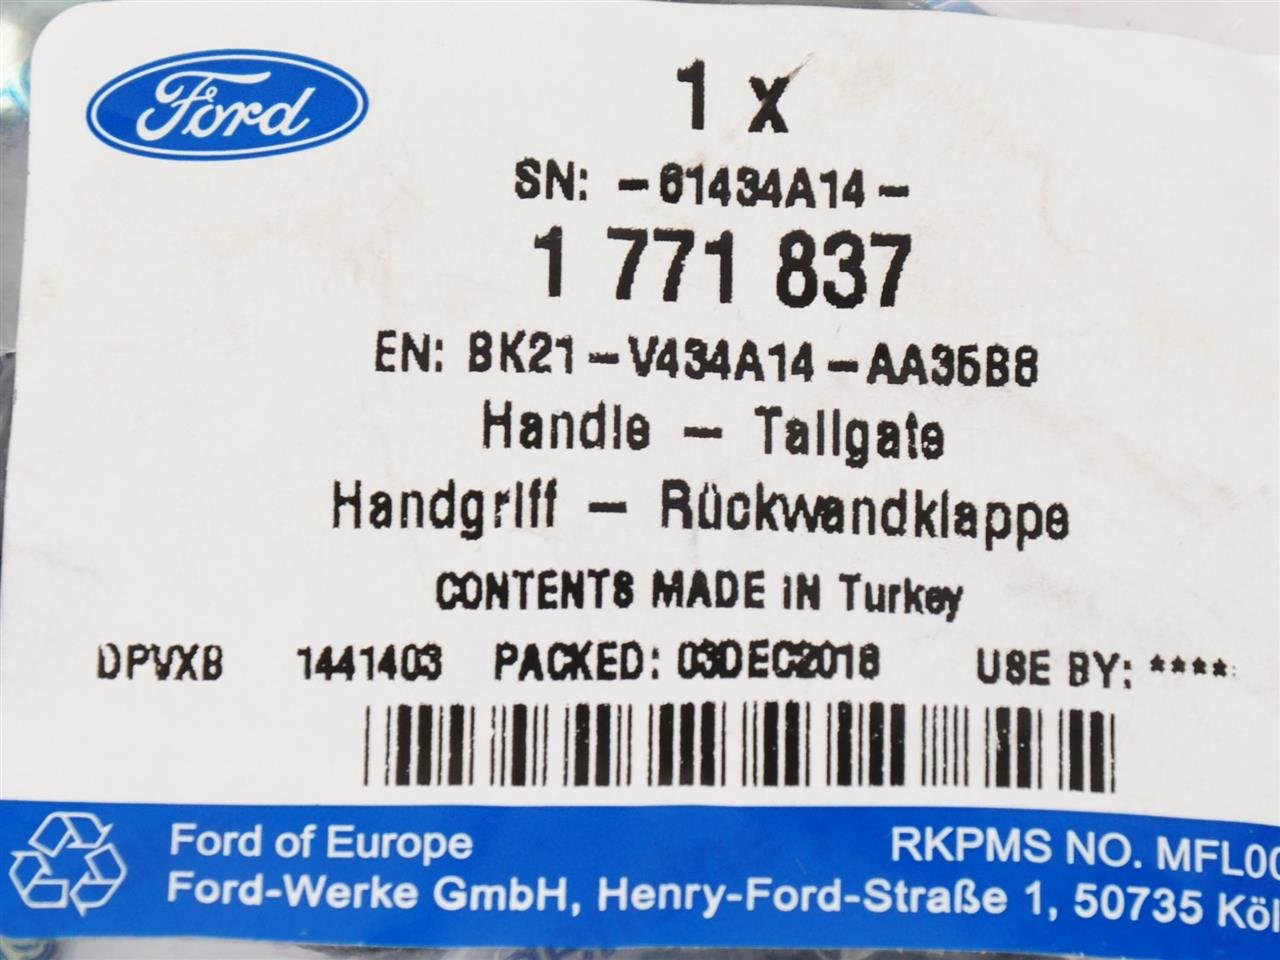 Ford
1 x
SN: -61434A14-
1 771 837
EN: BK21-V434A14-AA35B8
Handle - Tailgate
Handgriff - Rückwandklappe
CONTENTS MADE IN Turkey
DPVXB 1441403 PACKED: 03DEC2018 USE BY: ****
Ford of Europe RKPMS NO. MFL00
Ford-Werke GmbH, Henry-Ford-Straße 1, 50735 Köl